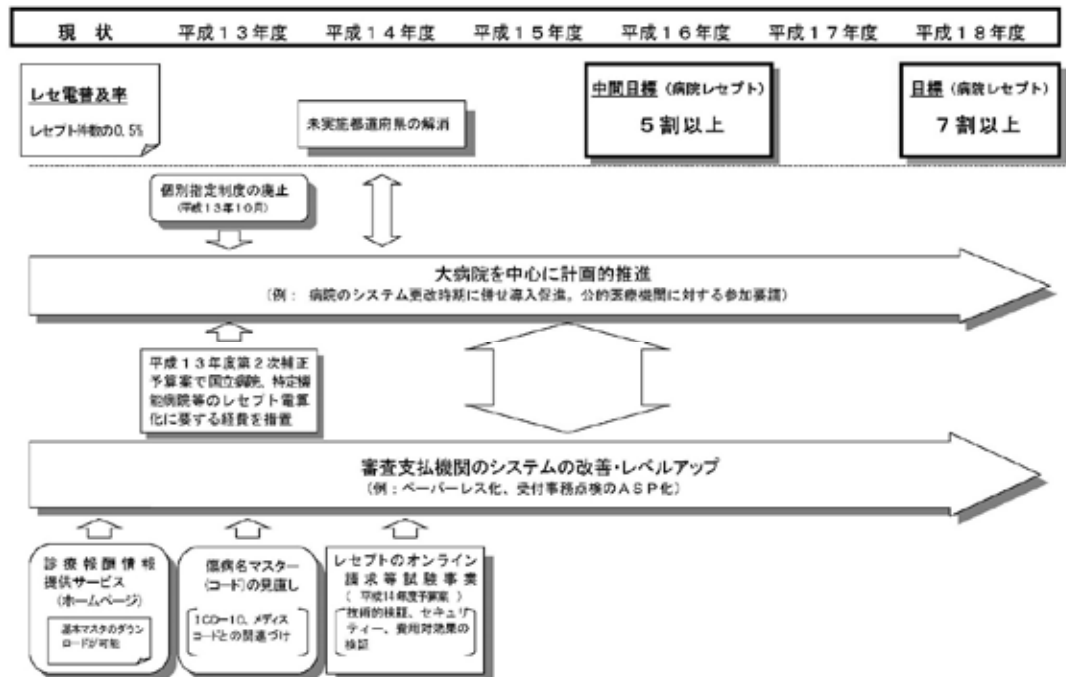 現 状 平成13年度 平成14年度 平成15年度 平成16年度 平成17年度 平成18年度
レセ電普及率
レセプト件数の0.5%
未実施都道府県の解消
中間目標（病院レセプト）
5割以上
目標（病院レセプト）
7割以上
個別指定制度の廃止
（平成13年10月）
大病院を中心に計画的推進
（例： 病院のシステム更改時期に併せ導入促進、公的医療機関に対する参加要請）
平成13年度第2次補正
予算案で国立病院、特定機
能病院等のレセプト電算
化に要する経費を措置
審査支払機関のシステムの改善・レベルアップ
（例：ペーパーレス化、受付事務点検のASP化）
診療報酬情報
提供サービス
（ホームページ）
基本マスタのダウン
ロードが可能
傷病名マスター
（コード）の見直し
ICD－10、メディス
コードとの関連づけ
レセプトのオンライン
請求等試験事業
（平成14年度予算案）
技術的検証、セキュリ
ティー、費用対効果の
検証